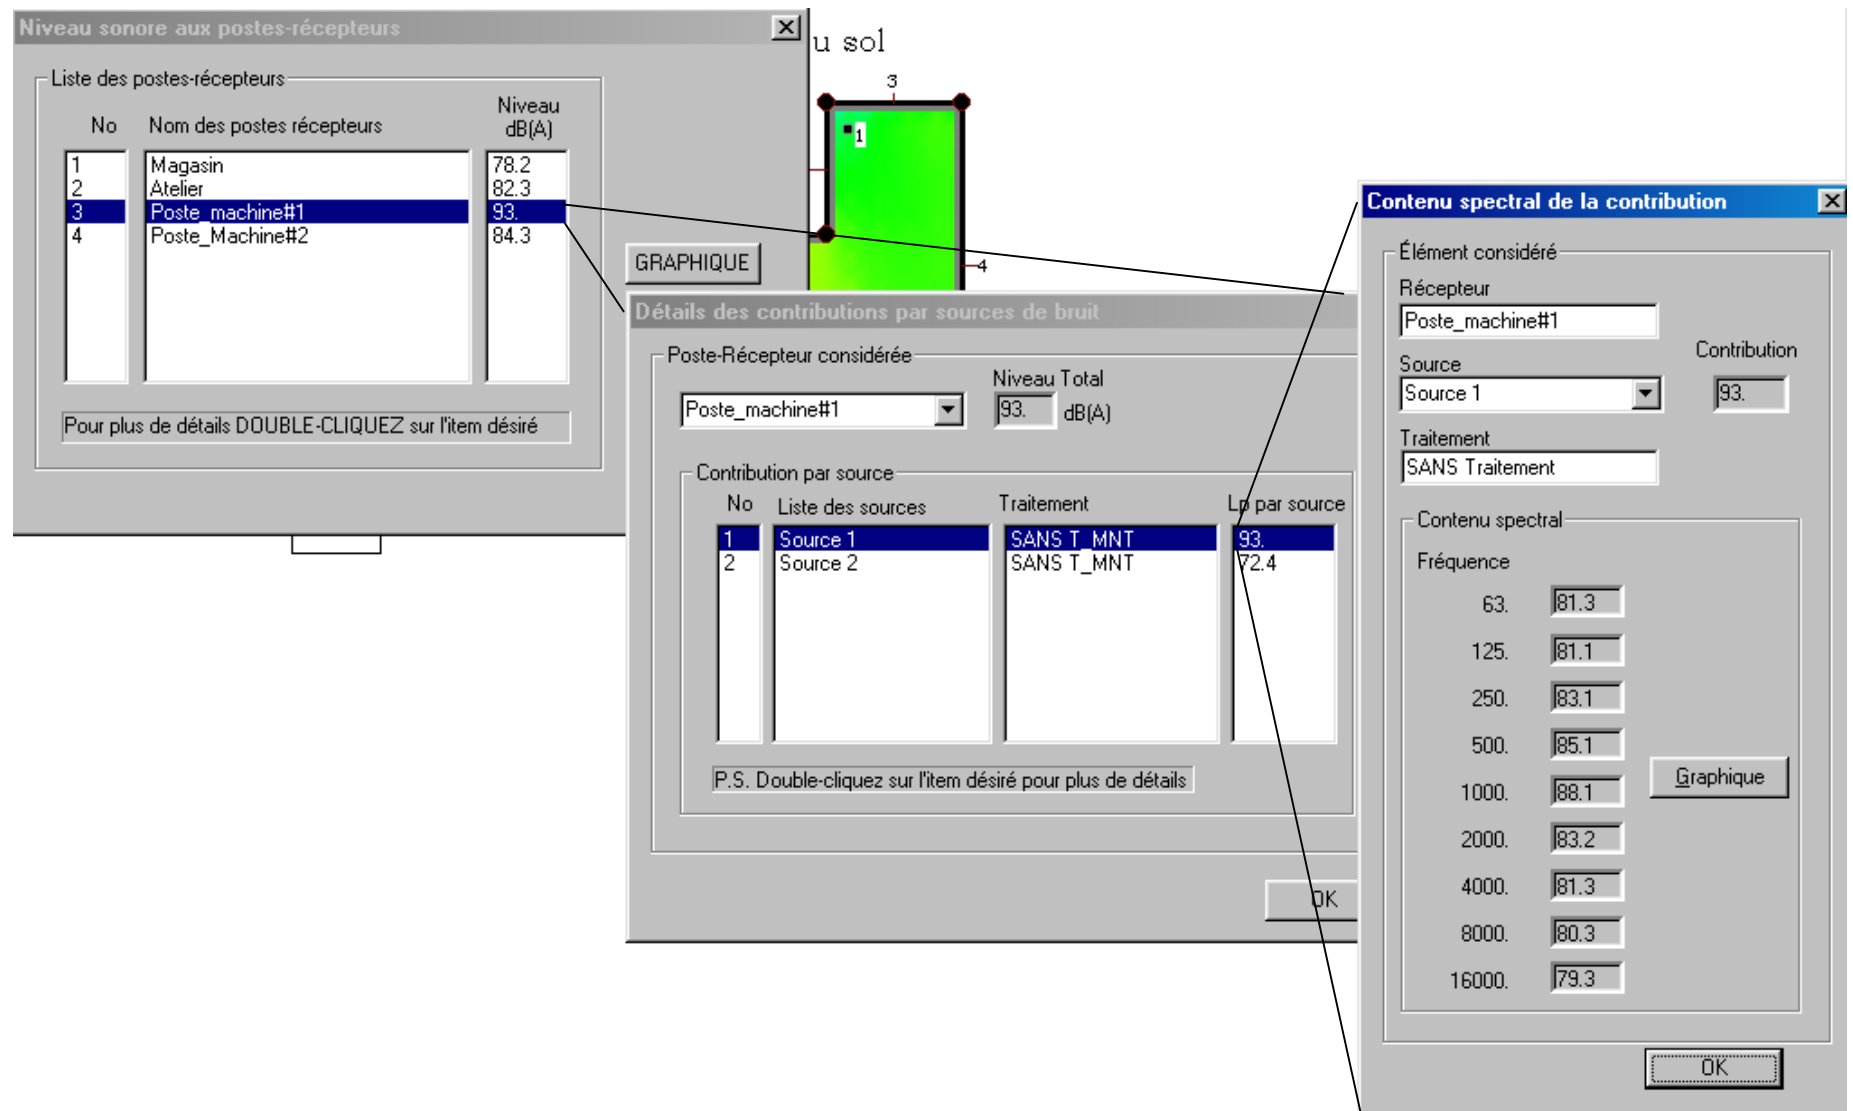 Niveau sonore aux postes-récepteurs
u sol
Liste des postes-récepteurs
No Nom des postes récepteurs Niveau dB(A)
1 Magasin 78.2
2 Atelier 82.3
3 Poste_machine#1 93.
4 Poste_Machine#2 84.3
GRAPHIQUE
Pour plus de détails DOUBLE-CLIQUEZ sur l'item désiré
3
1
4
Détails des contributions par sources de bruit
Poste-Récepteur considérée
Niveau Total
Poste_machine#1 93. dB(A)
Contribution par source
No Liste des sources Traitement Lp par source
1 Source 1 SANS T_MNT 93.
2 Source 2 SANS T_MNT 72.4
P.S. Double-cliquez sur l'item désiré pour plus de détails
OK
Contenu spectral de la contribution
Élément considéré
Récepteur
Poste_machine#1
Source Contribution
Source 1 93.
Traitement
SANS Traitement
Contenu spectral
Fréquence
63. 81.3
125. 81.1
250. 83.1
500. 85.1
1000. 88.1
Graphique
2000. 83.2
4000. 81.3
8000. 80.3
16000. 79.3
OK